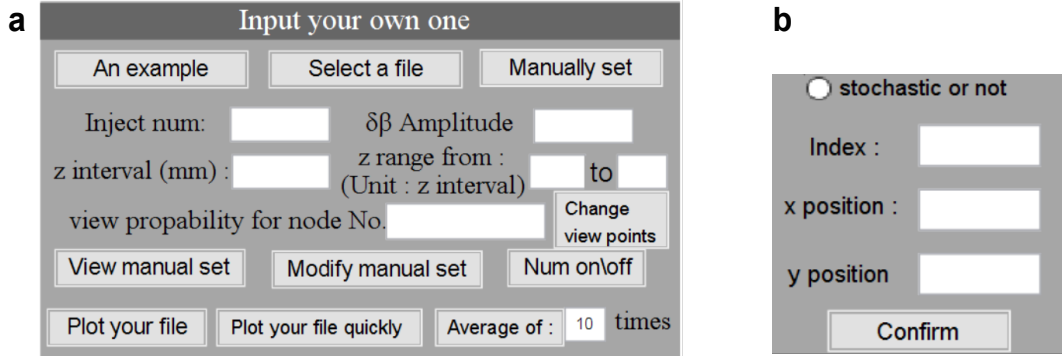 a
Input your own one
An example Select a file Manually set
Inject num: δβ Amplitude
z interval (mm) : z range from : to
(Unit : z interval)
view propability for node No. Change
view points
View manual set Modify manual set Num on\off
Plot your file Plot your file quickly Average of : 10 times
b
stochastic or not
Index :
x position :
y position
Confirm